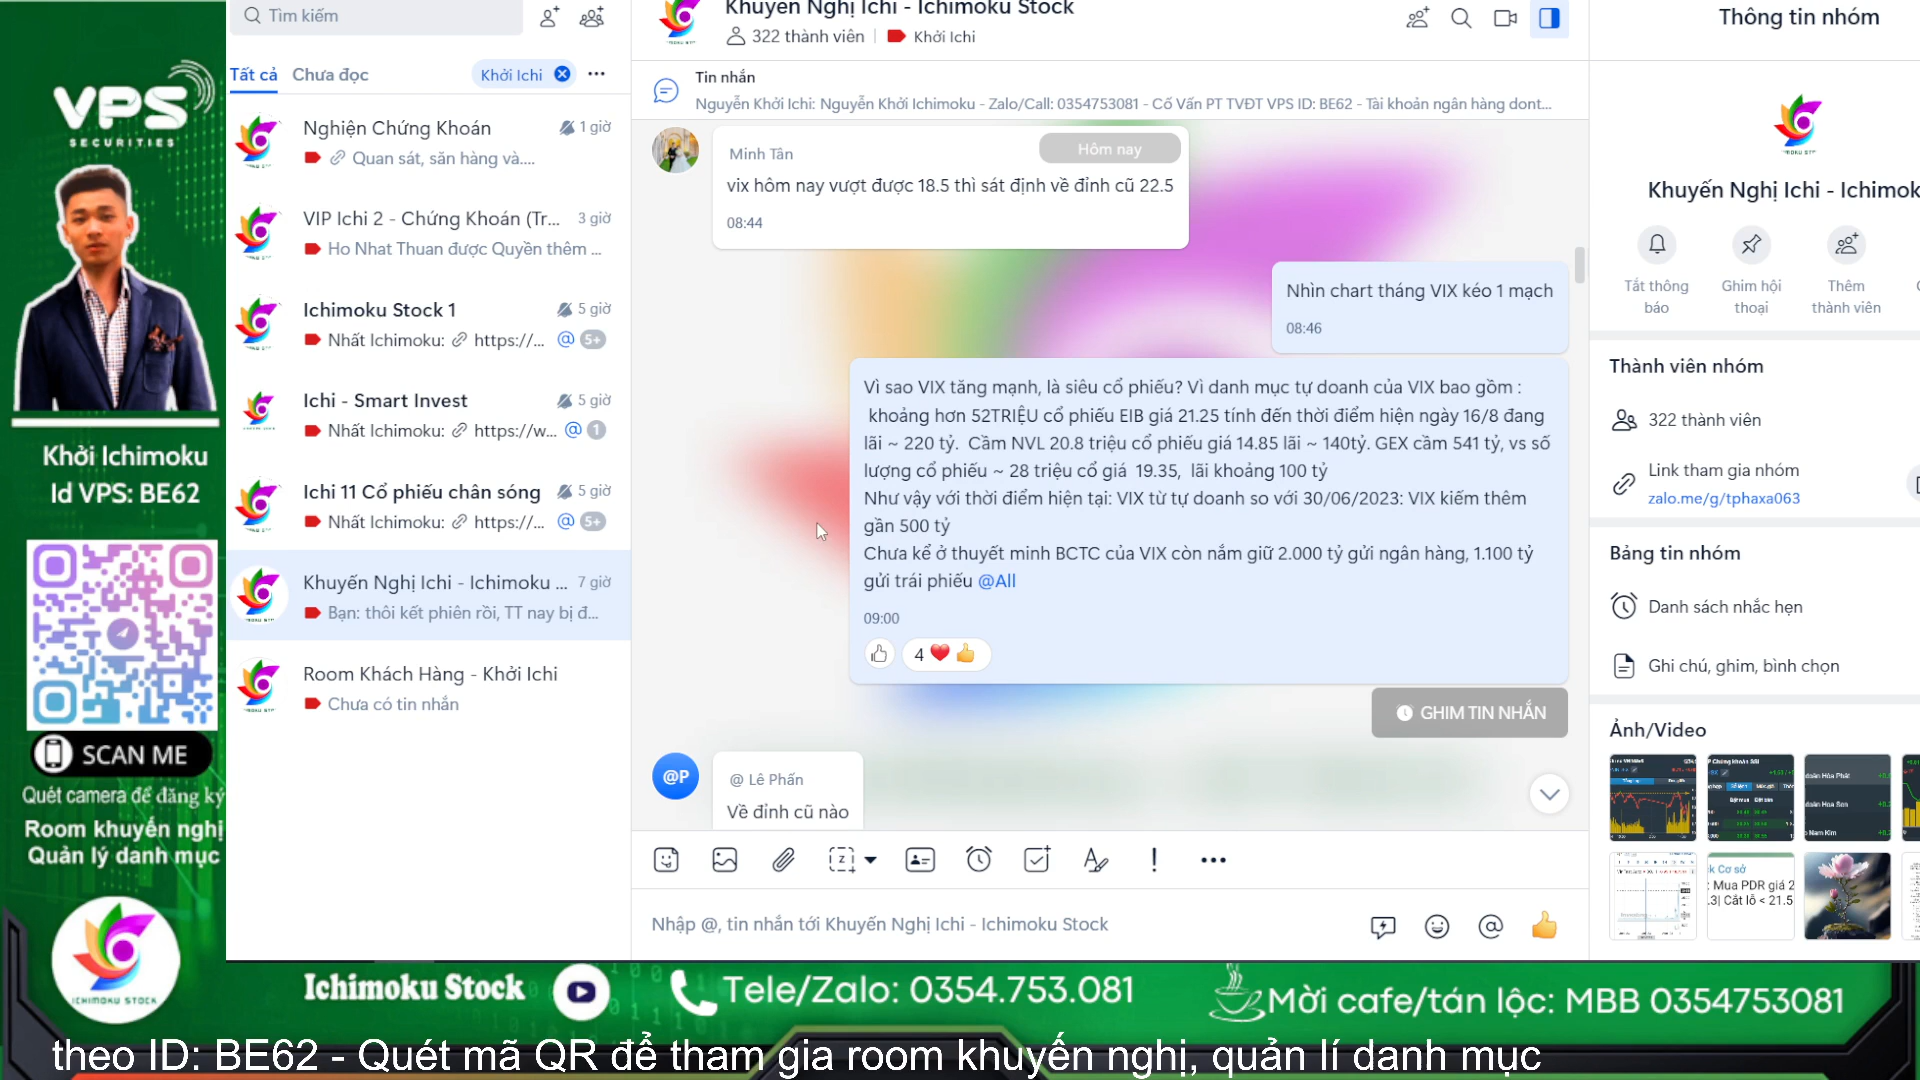 VPS
SECURITIES
Khởi Ichimoku
Id VPS: BE62
SCAN ME
Quét camera để đăng ký
Room khuyến nghị
Quản lý danh mục
ICHIMOKU STOCK
Tìm kiếm
Tất cả
Chưa đọc
Khởi Ichi
Nghiện Chứng Khoán
1 giờ
Quan sát, săn hàng và....
VIP Ichi 2 - Chứng Khoán (Tr...
3 giờ
Ho Nhat Thuan được Quyền thêm ...
Ichimoku Stock 1
5 giờ
Nhất Ichimoku: https://...
@ 5+
Ichi - Smart Invest
5 giờ
Nhất Ichimoku: https://w...
@ 1
Ichi 11 Cổ phiếu chân sóng
5 giờ
Nhất Ichimoku: https://...
@ 5+
Khuyến Nghị Ichi - Ichimoku ...
7 giờ
Bạn: thôi kết phiên rồi, TT nay bị đ...
Room Khách Hàng - Khởi Ichi
Chưa có tin nhắn
Khuyến Nghị Ichi - Ichimoku Stock
322 thành viên
Khởi Ichi
Tin nhắn
Nguyễn Khởi Ichi: Nguyễn Khởi Ichimoku - Zalo/Call: 0354753081 - Cố Vấn PT TVĐT VPS ID: BE62 - Tài khoản ngân hàng dont...
Minh Tân
Hôm nay
vix hôm nay vượt được 18.5 thì sát định về đỉnh cũ 22.5
08:44
Nhìn chart tháng VIX kéo 1 mạch
08:46
Vì sao VIX tăng mạnh, là siêu cổ phiếu? Vì danh mục tự doanh của VIX bao gồm :
khoảng hơn 52TRIỆU cổ phiếu EIB giá 21.25 tính đến thời điểm hiện ngày 16/8 đang
lãi ~ 220 tỷ. Cầm NVL 20.8 triệu cổ phiếu giá 14.85 lãi ~ 140tỷ. GEX cầm 541 tỷ, vs số
lượng cổ phiếu ~ 28 triệu cổ giá 19.35, lãi khoảng 100 tỷ
Như vậy với thời điểm hiện tại: VIX từ tự doanh so với 30/06/2023: VIX kiếm thêm
gần 500 tỷ
Chưa kể ở thuyết minh BCTC của VIX còn nắm giữ 2.000 tỷ gửi ngân hàng, 1.100 tỷ
gửi trái phiếu @All
09:00
4
GHIM TIN NHẮN
@P
@ Lê Phấn
Về đỉnh cũ nào
Nhập @, tin nhắn tới Khuyến Nghị Ichi - Ichimoku Stock
Thông tin nhóm
Khuyến Nghị Ichi - Ichimok
Tắt thông
báo
Ghim hội
thoại
Thêm
thành viên
Thành viên nhóm
322 thành viên
Link tham gia nhóm
zalo.me/g/tphaxa063
Bảng tin nhóm
Danh sách nhắc hẹn
Ghi chú, ghim, bình chọn
Ảnh/Video
k Cơ sở
: Mua PDR giá 2
.3| Cắt lỗ < 21.5
Ichimoku Stock
Tele/Zalo: 0354.753.081
Mời cafe/tán lộc: MBB 0354753081
theo ID: BE62 - Quét mã QR để tham gia room khuyến nghị, quản lí danh mục